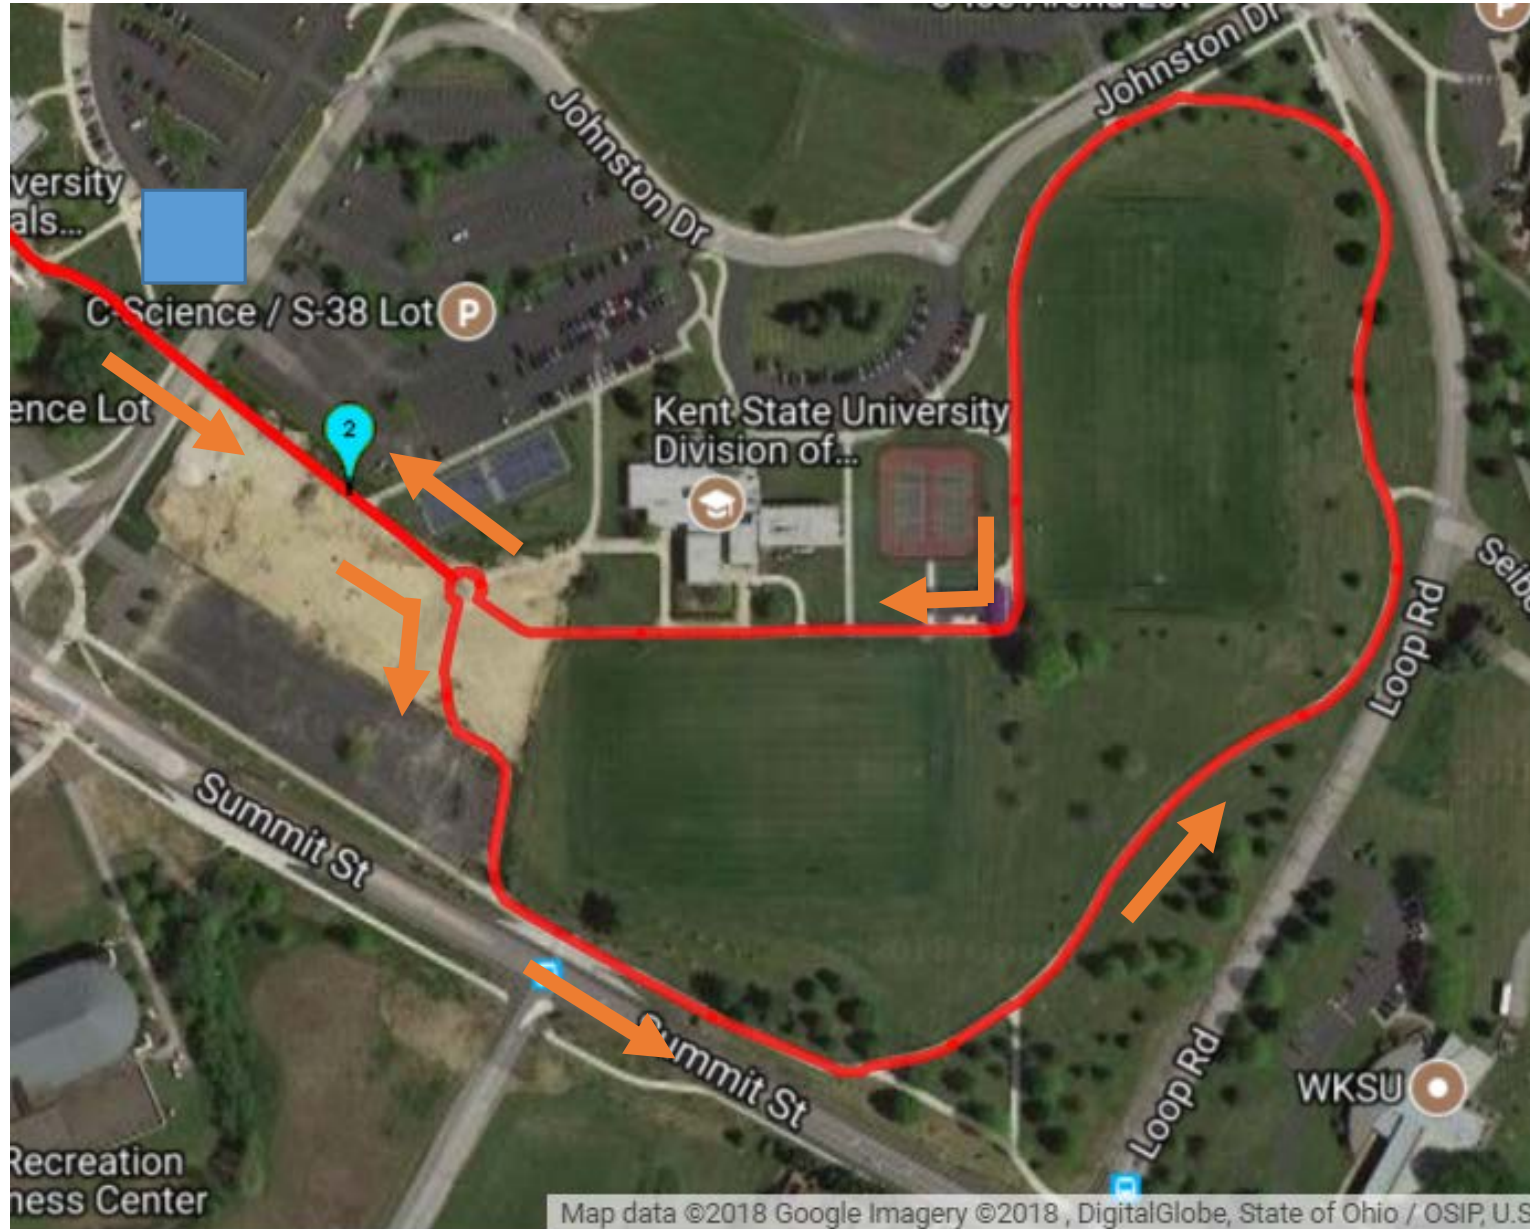 Johnston Dr
Johnston Dr
versity
als...
C-Science / S-38 Lot
P
ence Lot
2
Kent State University
Division of...
Loop Rd
Summit St
Summit St
Loop Rd
WKSU
Recreation
ness Center
Map data ©2018 Google Imagery ©2018 , DigitalGlobe, State of Ohio / OSIP, U.S